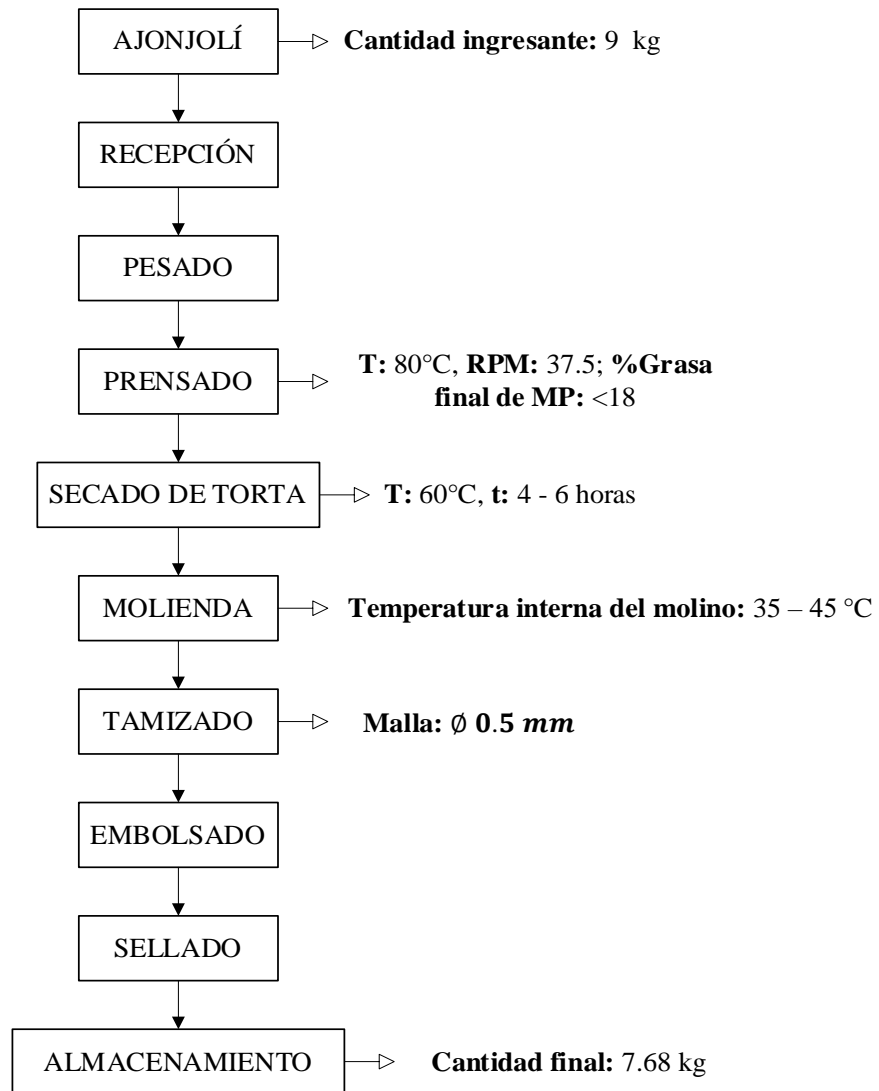 AJONJOLÍ
Cantidad ingresante: 9 kg
RECEPCIÓN
PESADO
PRENSADO
T: 80°C, RPM: 37.5; %Grasa
final de MP: <18
SECADO DE TORTA
T: 60°C, t: 4 - 6 horas
MOLIENDA
Temperatura interna del molino: 35 – 45 °C
TAMIZADO
Malla: ∅ 0.5 mm
EMBOLSADO
SELLADO
ALMACENAMIENTO
Cantidad final: 7.68 kg